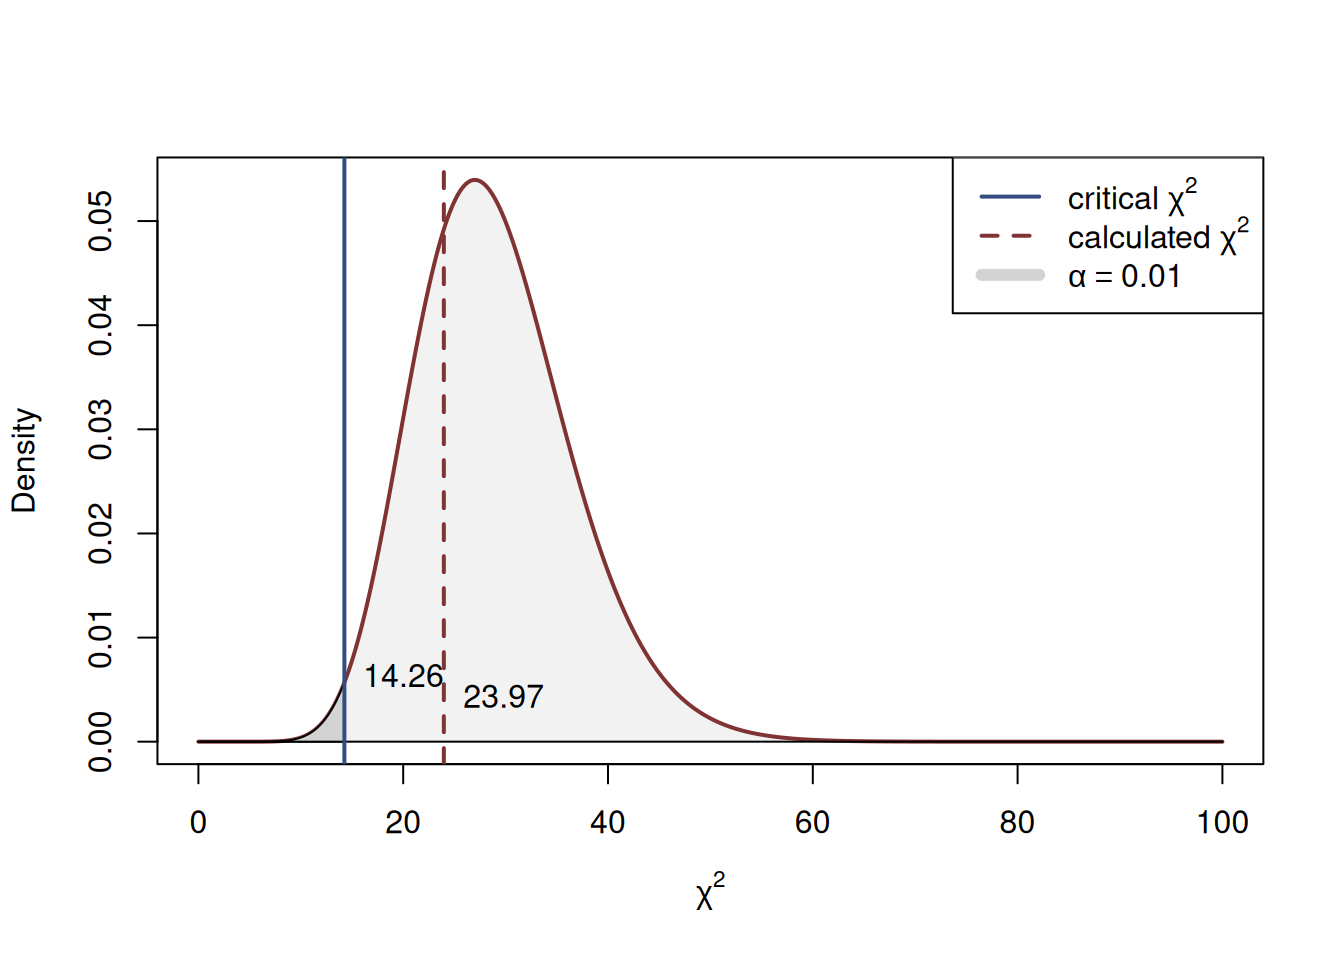 critical χ²
calculated χ²
α = 0.01
0.05
0.04
0.03
0.02
0.01
0.00
Density
14.26
23.97
0 20 40 60 80 100
χ²